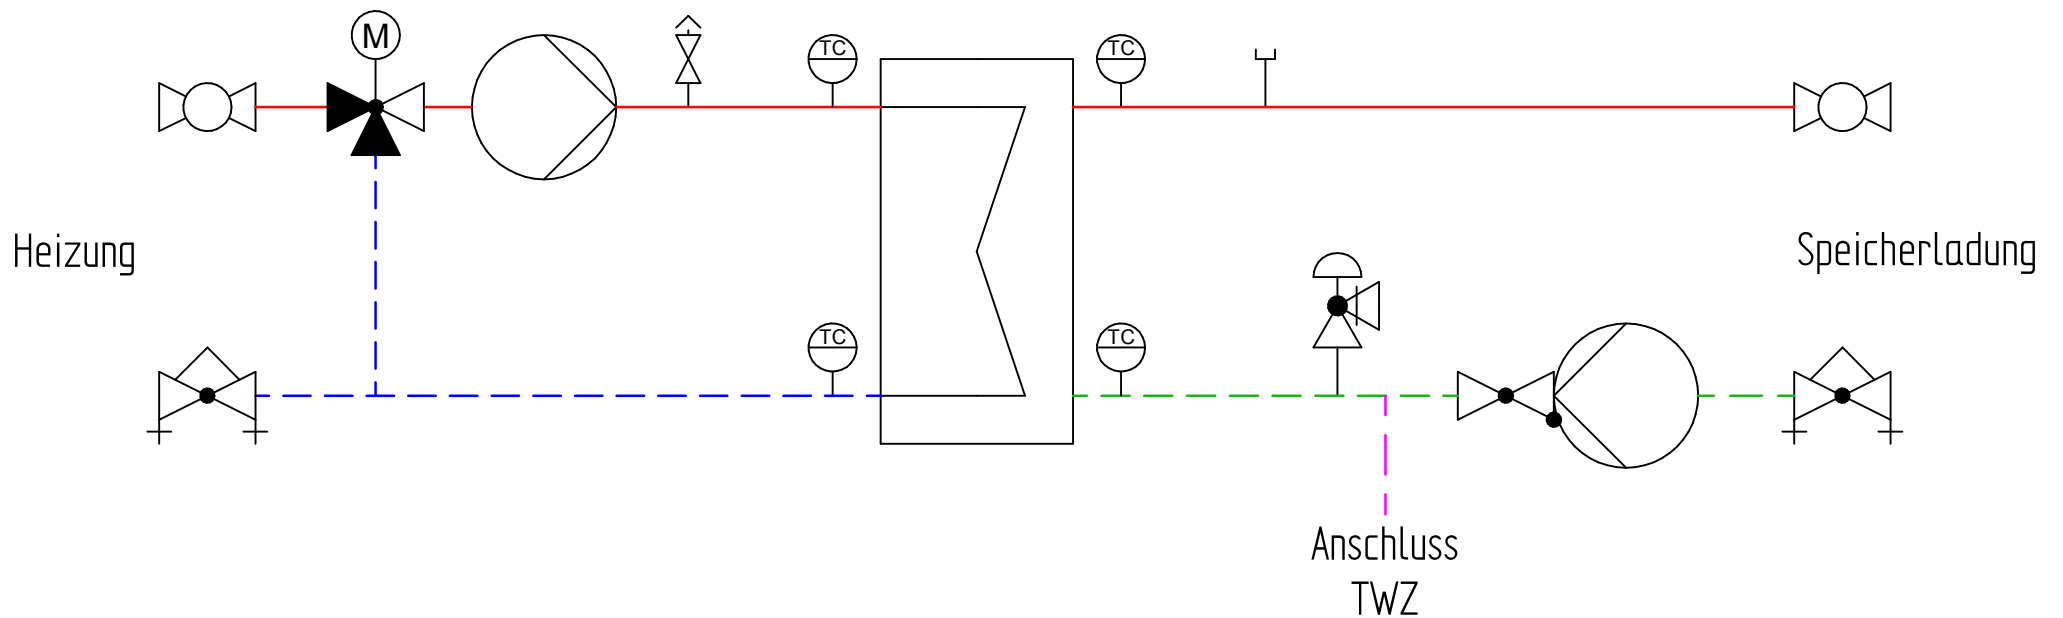 M
TC
TC
Heizung
Speicherladung
TC
TC
Anschluss
TWZ